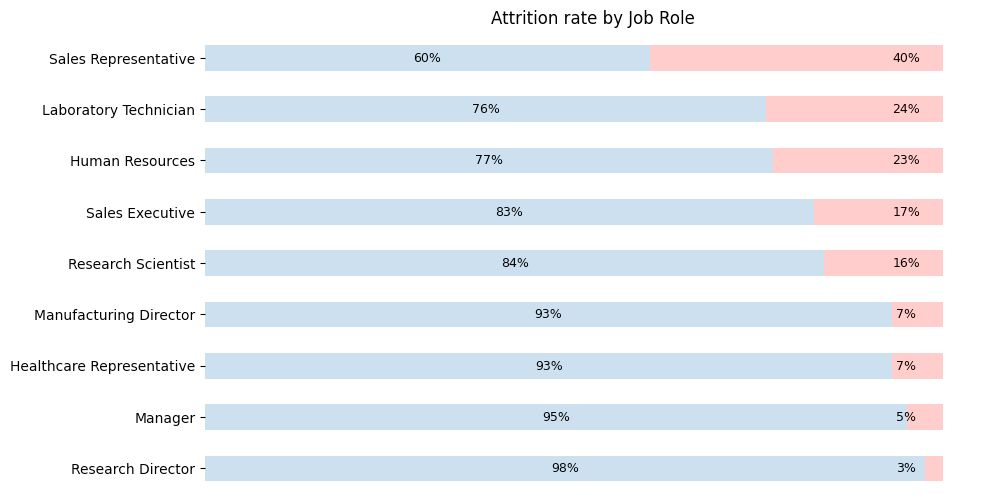 Attrition rate by Job Role
Sales Representative 60% 40%
Laboratory Technician 76% 24%
Human Resources 77% 23%
Sales Executive 83% 17%
Research Scientist 84% 16%
Manufacturing Director 93% 7%
Healthcare Representative 93% 7%
Manager 95% 5%
Research Director 98% 3%